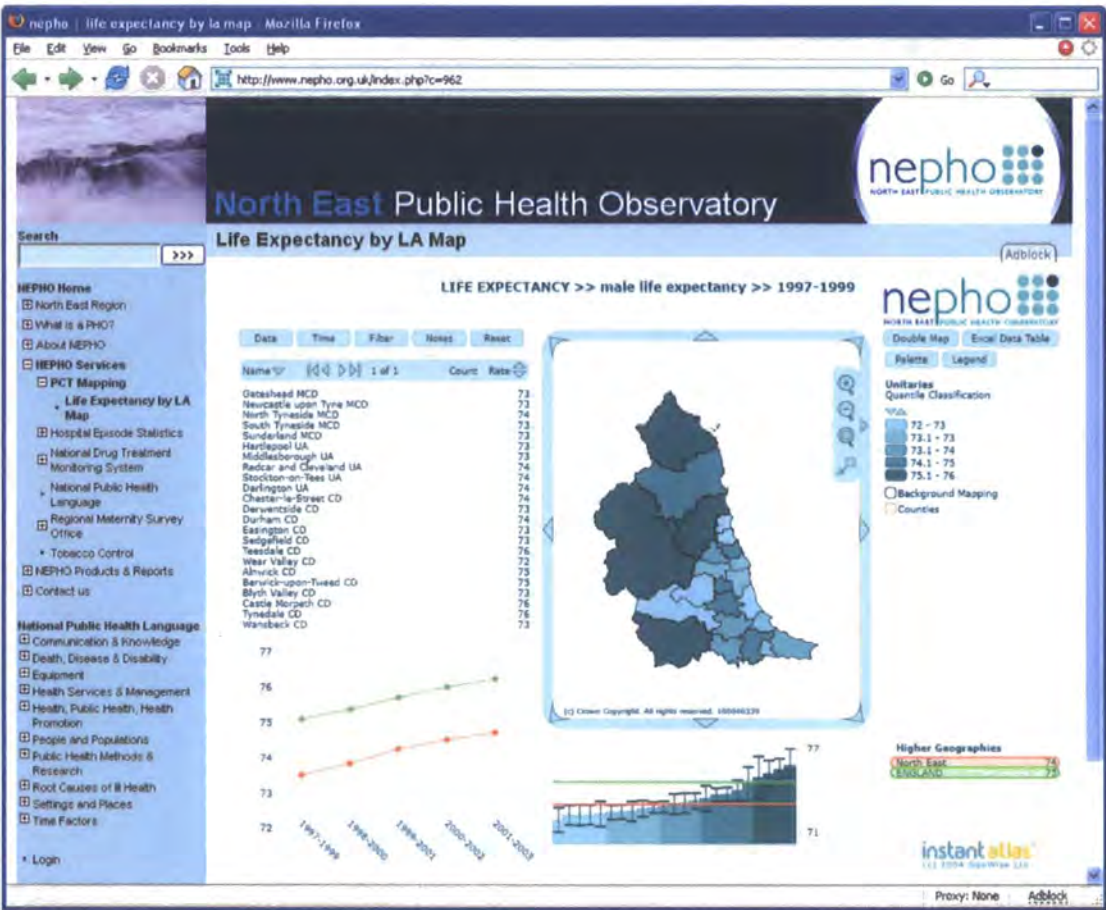 nepho | life expectancy by la map - Mozilla Firefox
File Edit View Go Bookmarks Tools Help
http://www.nepho.org.uk/index.php?c=962
Go
nepho
NORTH EAST PUBLIC HEALTH OBSERVATORY
North East Public Health Observatory
Search
>>>
Life Expectancy by LA Map
Adblock
NEPHO Home
North East Region
What is a PHO?
About NEPHO
NEPHO Services
PCT Mapping
Life Expectancy by LA
Map
Hospital Episode Statistics
National Drug Treatment
Monitoring System
National Public Health
Language
Regional Maternity Survey
Office
Tobacco Control
NEPHO Products & Reports
Contact us
National Public Health Language
Communication & Knowledge
Death, Disease & Disability
Equipment
Health Services & Management
Health, Public Health, Health
Promotion
People and Populations
Public Health Methods &
Research
Root Causes of Ill Health
Settings and Places
Time Factors
Login
LIFE EXPECTANCY >> male life expectancy >> 1997-1999
Data Time Filter Notes Reset
Name 1 of 1 Count Rate
Gateshead MCD 73
Newcastle upon Tyne MCD 73
North Tyneside MCD 74
South Tyneside MCD 73
Sunderland MCD 73
Hartlepool UA 73
Middlesborough UA 73
Redcar and Cleveland UA 74
Stockton-on-Tees UA 74
Darlington UA 74
Chester-le-Street CD 74
Derwentside CD 73
Durham CD 74
Easington CD 73
Sedgefield CD 73
Teesdale CD 76
Wear Valley CD 72
Alnwick CD 75
Berwick-upon-Tweed CD 75
Blyth Valley CD 73
Castle Morpeth CD 76
Tynedale CD 76
Wansbeck CD 73
77
76
75
74
73
72
1997-1999
1998-2000
1999-2001
2000-2002
2001-2003
(c) Crown Copyright. All rights reserved.
77
71
nepho
NORTH EAST PUBLIC HEALTH OBSERVATORY
Double Map Excel Data Table
Palette Legend
Unitaries
Quantile Classification
72 - 73
73.1 - 73
73.1 - 74
74.1 - 75
75.1 - 76
Background Mapping
Counties
Higher Geographies
North East 74
ENGLAND 75
instant atlas
(c) 2004 GeoWise Ltd
Proxy: None Adblock